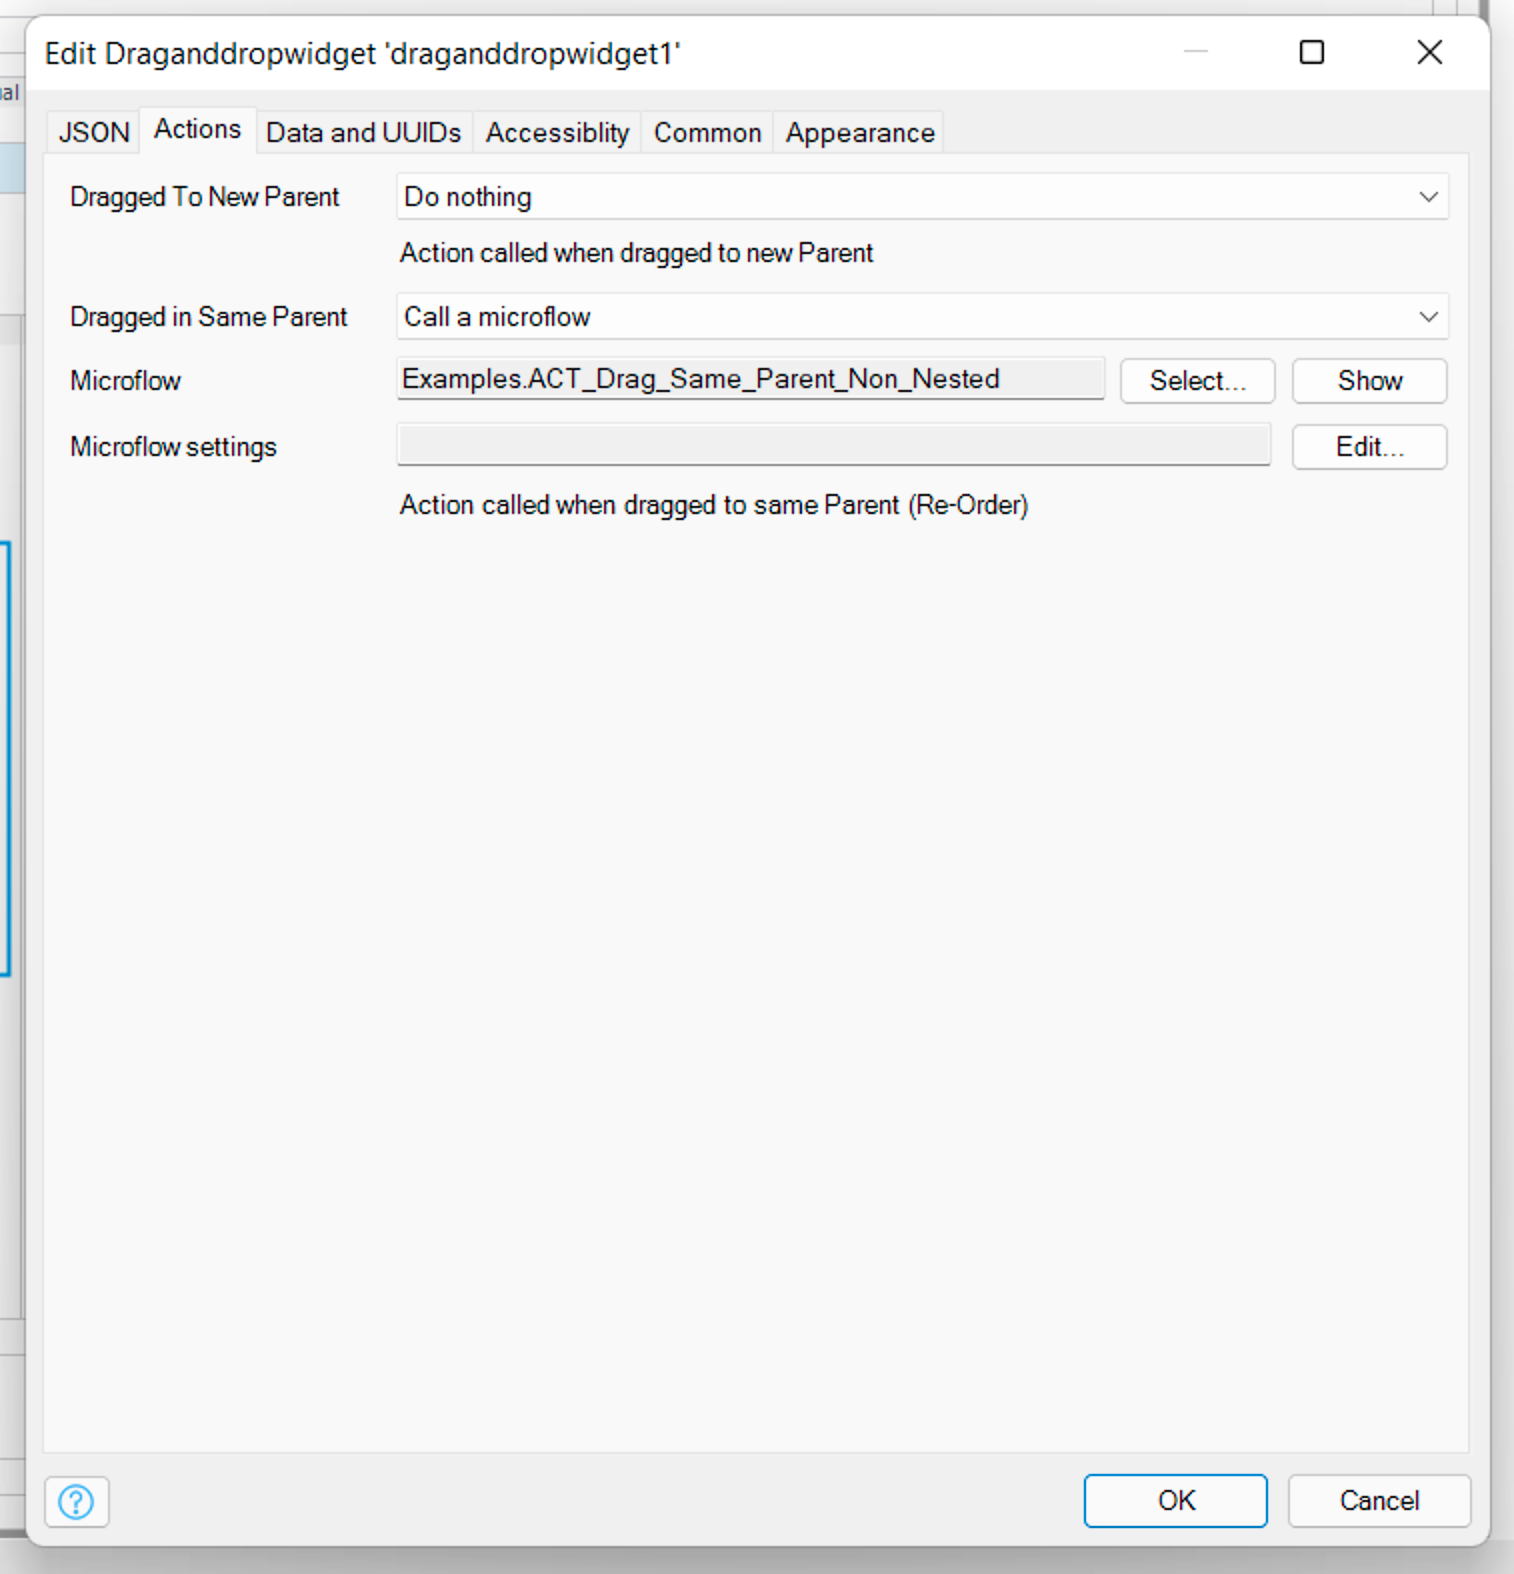 Edit Draganddropwidget 'draganddropwidget1'
JSON Actions Data and UUIDs Accessiblity Common Appearance
Dragged To New Parent Do nothing
Action called when dragged to new Parent
Dragged in Same Parent Call a microflow
Microflow Examples.ACT_Drag_Same_Parent_Non_Nested Select... Show
Microflow settings Edit...
Action called when dragged to same Parent (Re-Order)
? OK Cancel